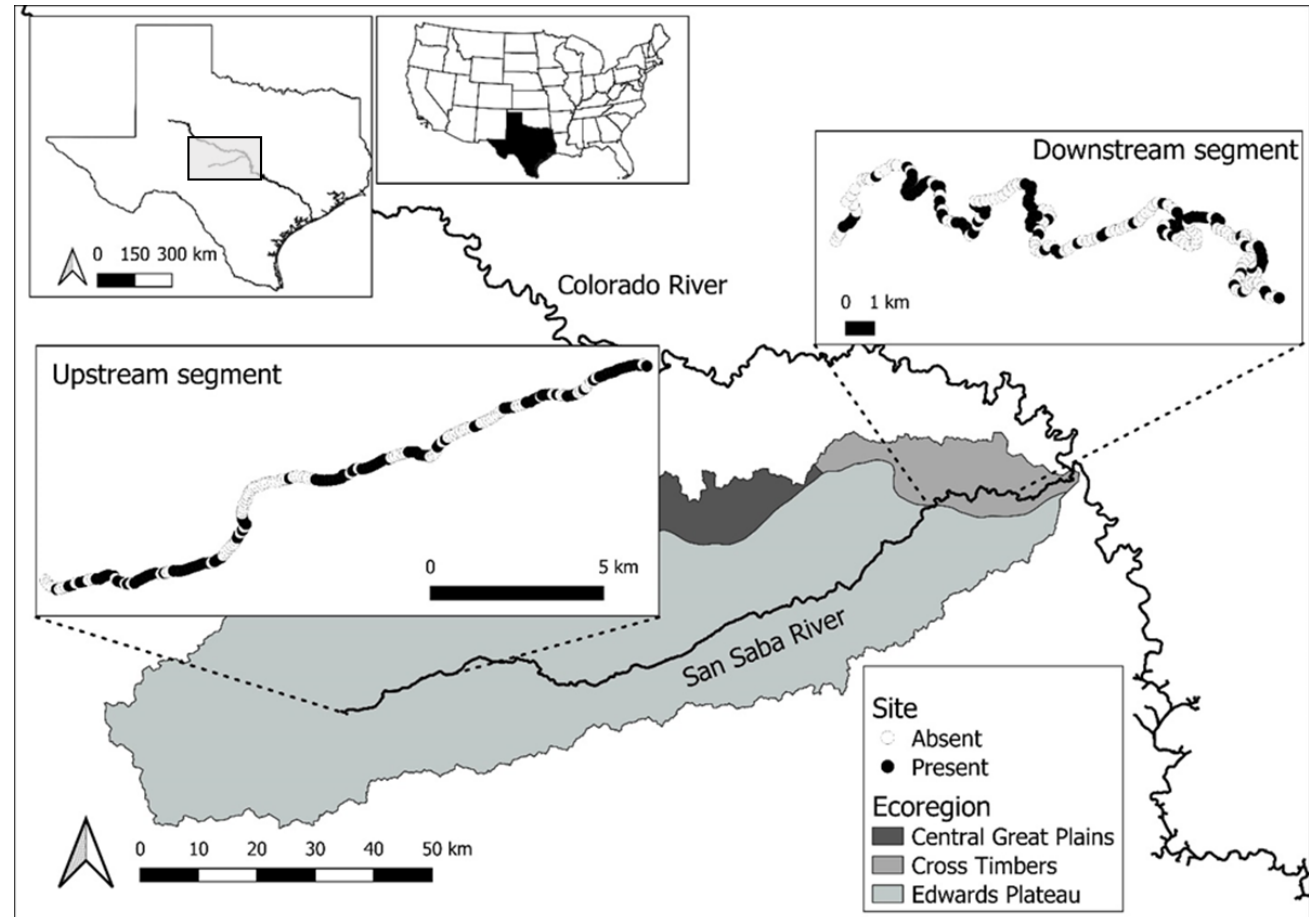 0 150 300 km
Downstream segment
0 1 km
Colorado River
Upstream segment
0 5 km
San Saba River
Site
Absent
Present
Ecoregion
Central Great Plains
Cross Timbers
Edwards Plateau
0 10 20 30 40 50 km